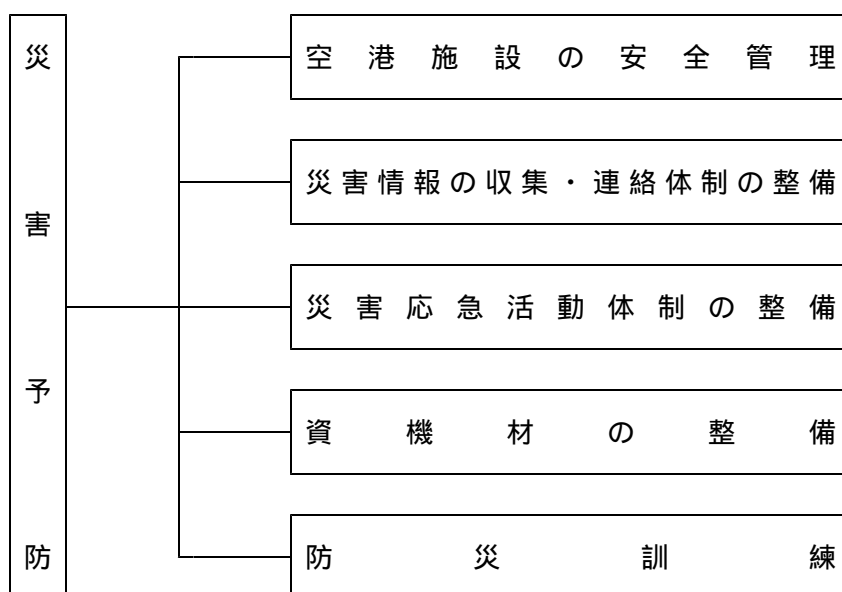 災害予防
空港施設の安全管理
災害情報の収集・連絡体制の整備
災害応急活動体制の整備
資機材の整備
防災訓練